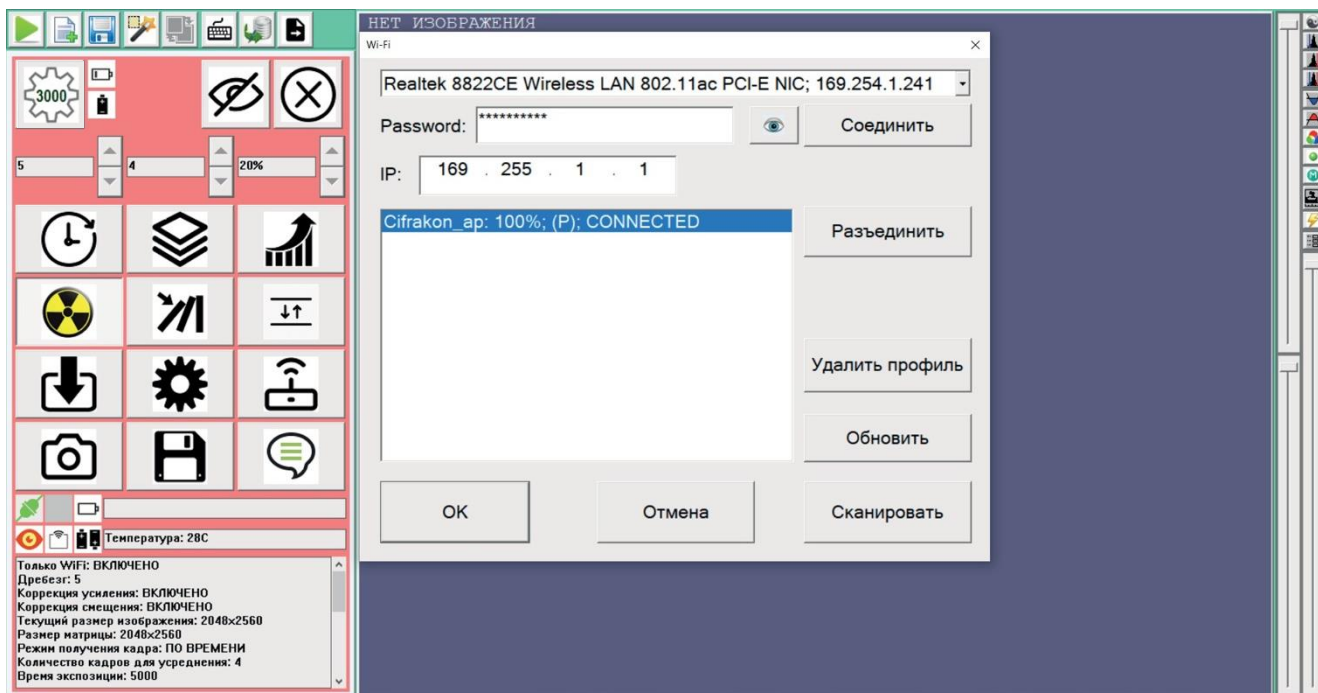 НЕТ ИЗОБРАЖЕНИЯ
Wi-Fi
Realtek 8822CE Wireless LAN 802.11ac PCI-E NIC; 169.254.1.241
Password: **********
Соединить
IP: 169 . 255 . 1 . 1
Cifrakon_ap: 100%; (P); CONNECTED
Разъединить
Удалить профиль
Обновить
OK
Отмена
Сканировать
3000
5
4
20%
Температура: 28C
Только WiFi: ВКЛЮЧЕНО
Дребезг: 5
Коррекция усиления: ВКЛЮЧЕНО
Коррекция смещения: ВКЛЮЧЕНО
Текущий размер изображения: 2048x2560
Размер матрицы: 2048x2560
Режим получения кадра: ПО ВРЕМЕНИ
Количество кадров для усреднения: 4
Время экспозиции: 5000
M